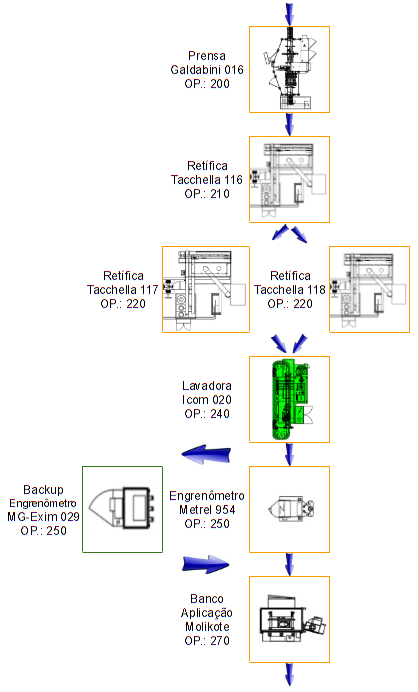 Prensa
Galdabini 016
OP.: 200
Retífica
Tacchella 116
OP.: 210
Retífica
Tacchella 117
OP.: 220
Retífica
Tacchella 118
OP.: 220
Lavadora
Icom 020
OP.: 240
Backup
Engrenômetro
MG-Exim 029
OP.: 250
Engrenômetro
Metrel 954
OP.: 250
Banco
Aplicação
Molikote
OP.: 270